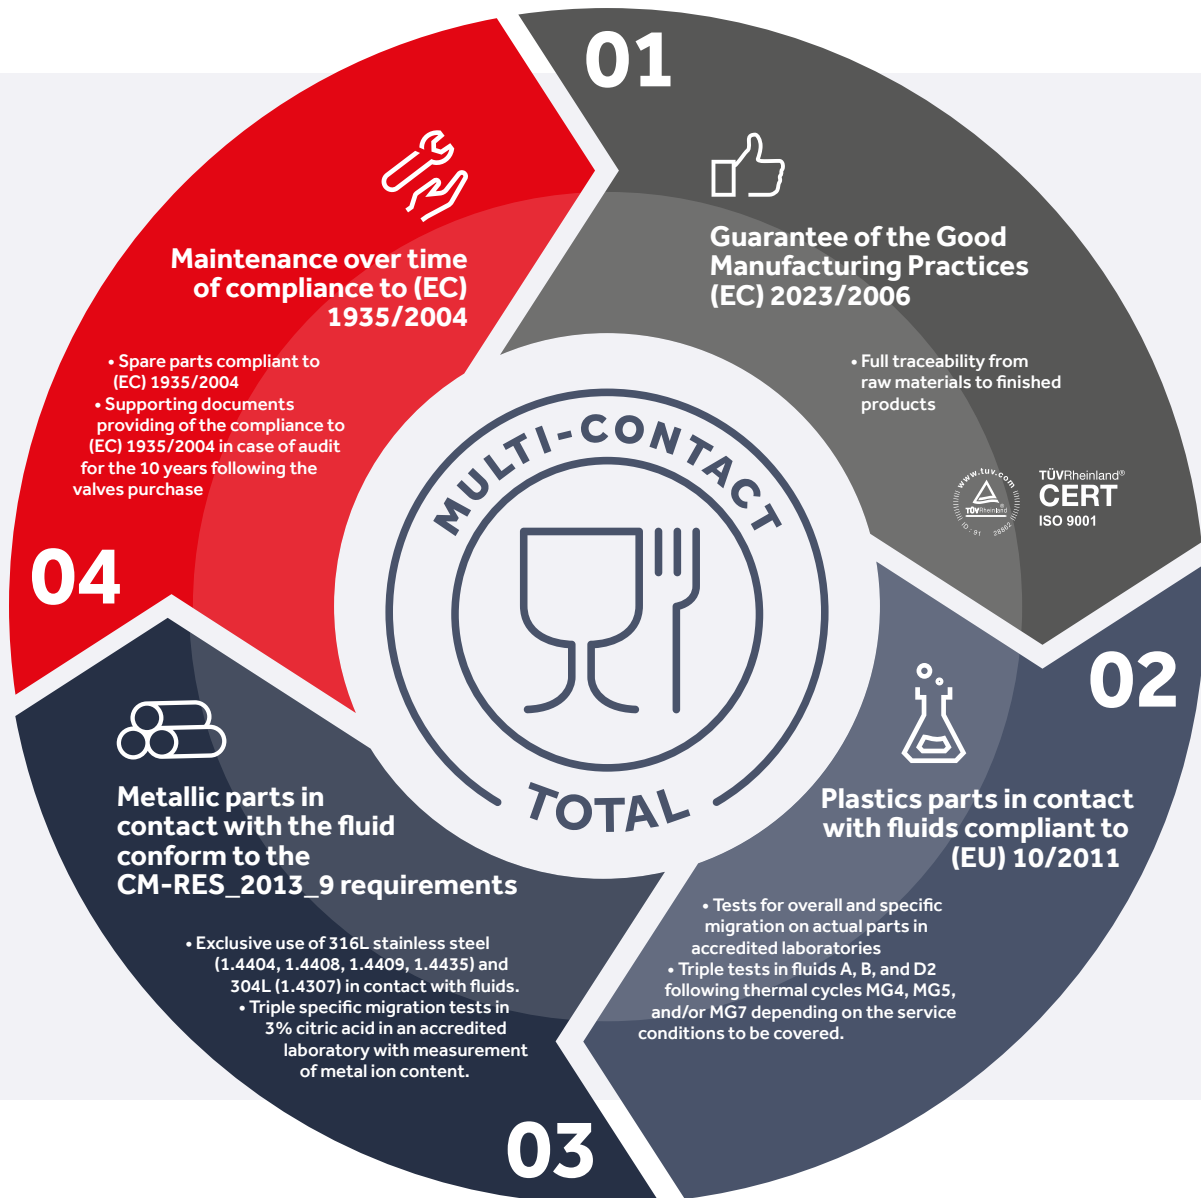 01
Guarantee of the Good
Manufacturing Practices
(EC) 2023/2006
• Full traceability from
raw materials to finished
products
www.tuv.com
TÜVRheinland®
ID : 91 28862
TÜVRheinland®
CERT
ISO 9001
02
Plastics parts in contact
with fluids compliant to
(EU) 10/2011
• Tests for overall and specific
migration on actual parts in
accredited laboratories
• Triple tests in fluids A, B, and D2
following thermal cycles MG4, MG5,
and/or MG7 depending on the service
conditions to be covered.
03
Metallic parts in
contact with the fluid
conform to the
CM-RES_2013_9 requirements
• Exclusive use of 316L stainless steel
(1.4404, 1.4408, 1.4409, 1.4435) and
304L (1.4307) in contact with fluids.
• Triple specific migration tests in
3% citric acid in an accredited
laboratory with measurement
of metal ion content.
04
Maintenance over time
of compliance to (EC)
1935/2004
• Spare parts compliant to
(EC) 1935/2004
• Supporting documents
providing of the compliance to
(EC) 1935/2004 in case of audit
for the 10 years following the
valves purchase
MULTI-CONTACT
TOTAL